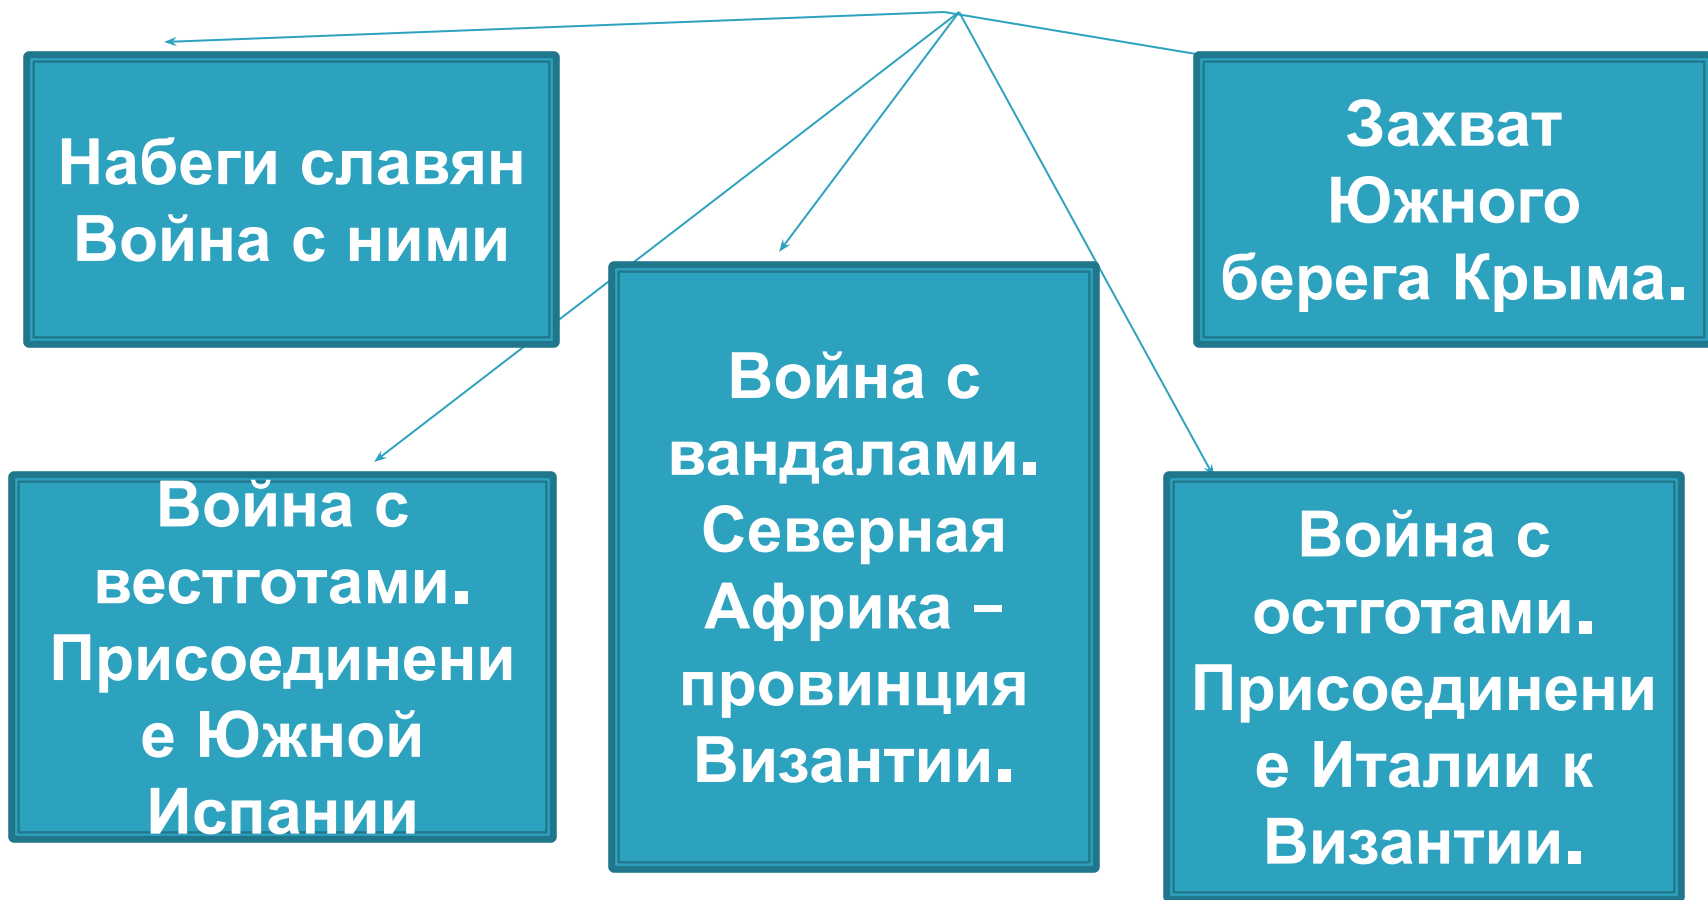 Набеги славян
Война с ними
Захват
Южного
берега Крыма.
Война с
вестготами.
Присоединени
е Южной
Испании
Война с
вандалами.
Северная
Африка –
провинция
Византии.
Война с
остготами.
Присоединени
е Италии к
Византии.